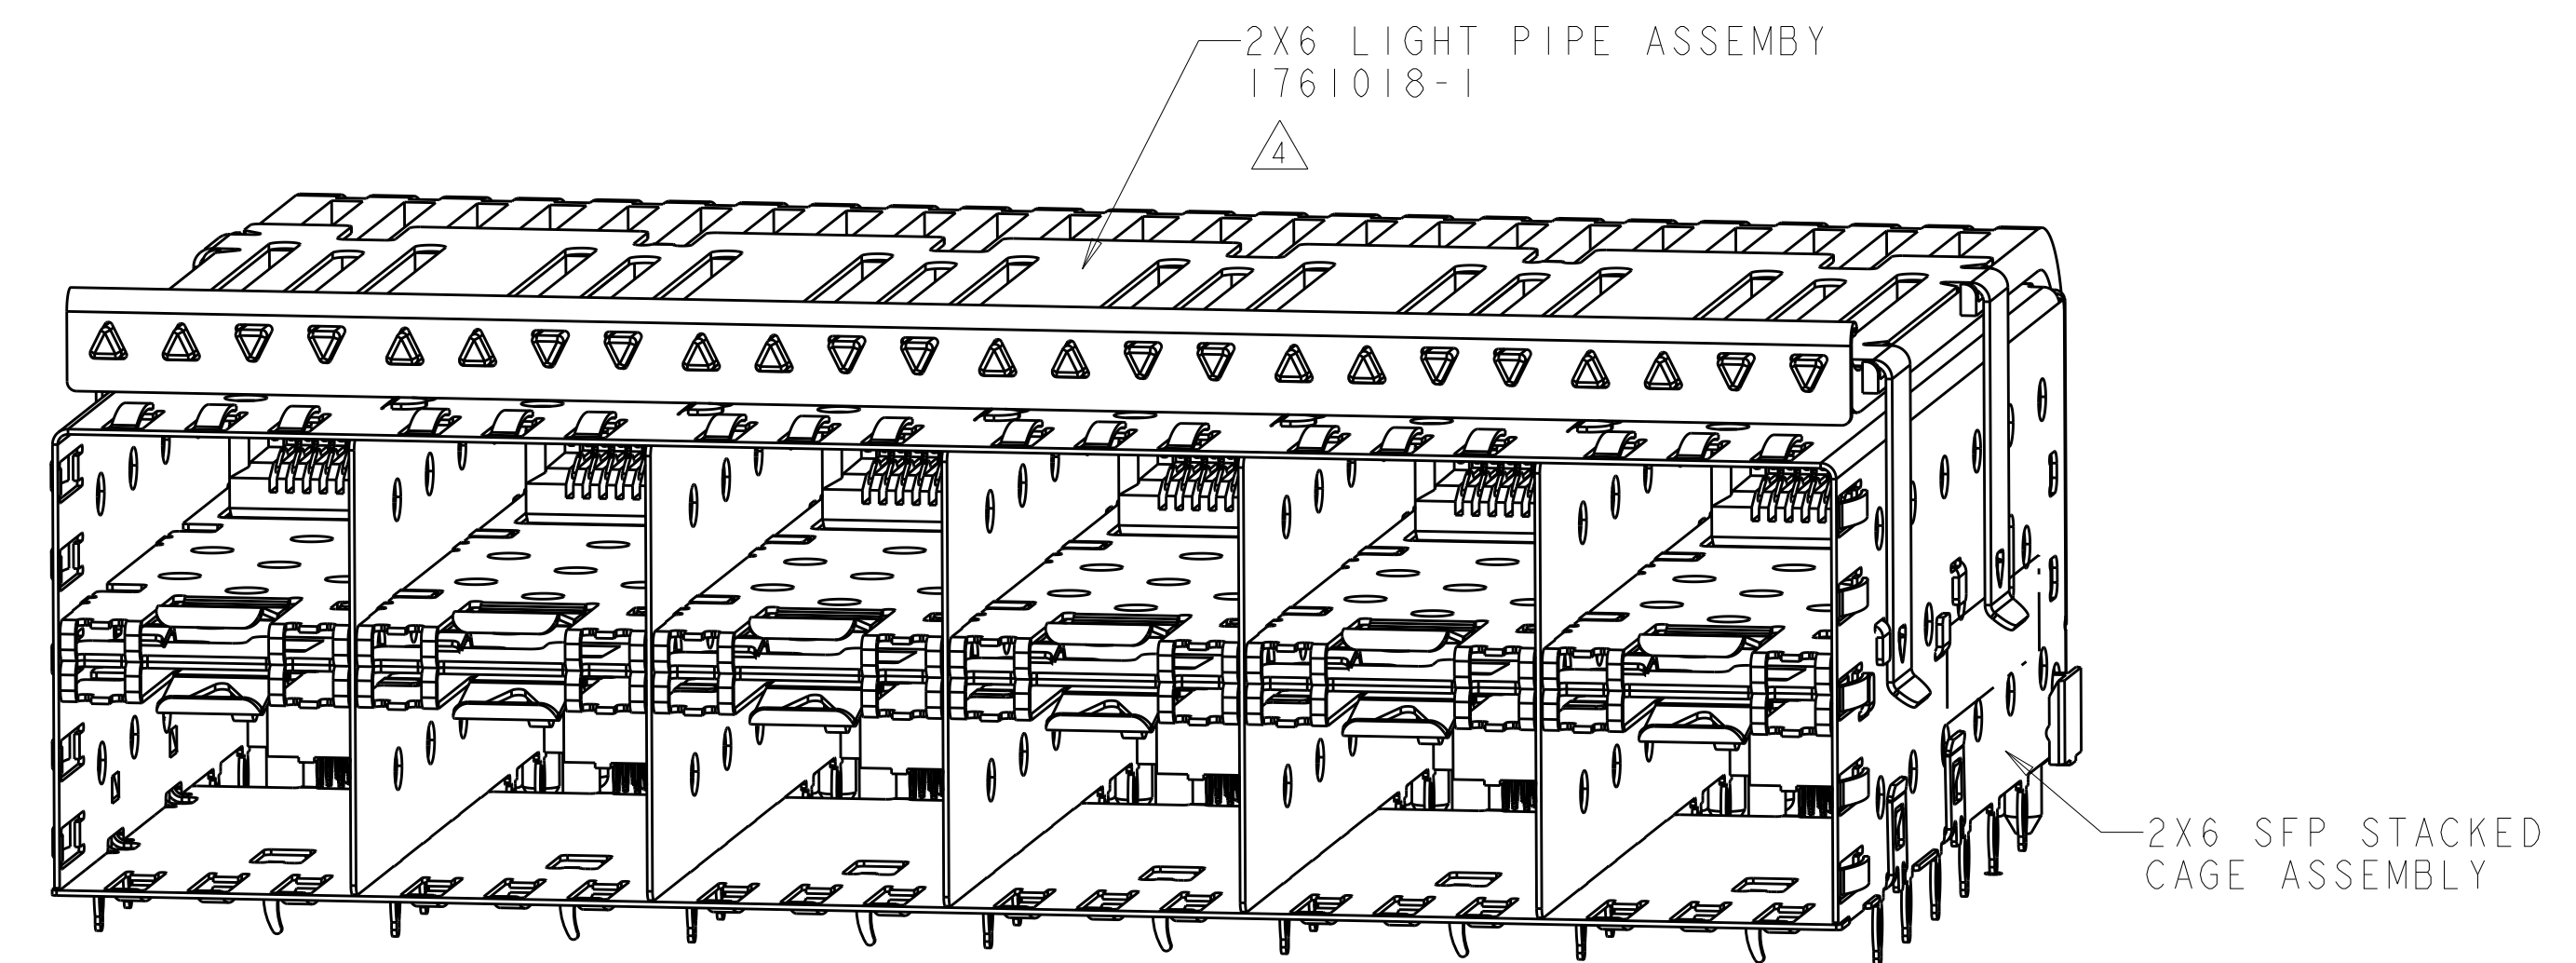 2X6 LIGHT PIPE ASSEMBY
1761018-1
4
2X6 SFP STACKED
CAGE ASSEMBLY